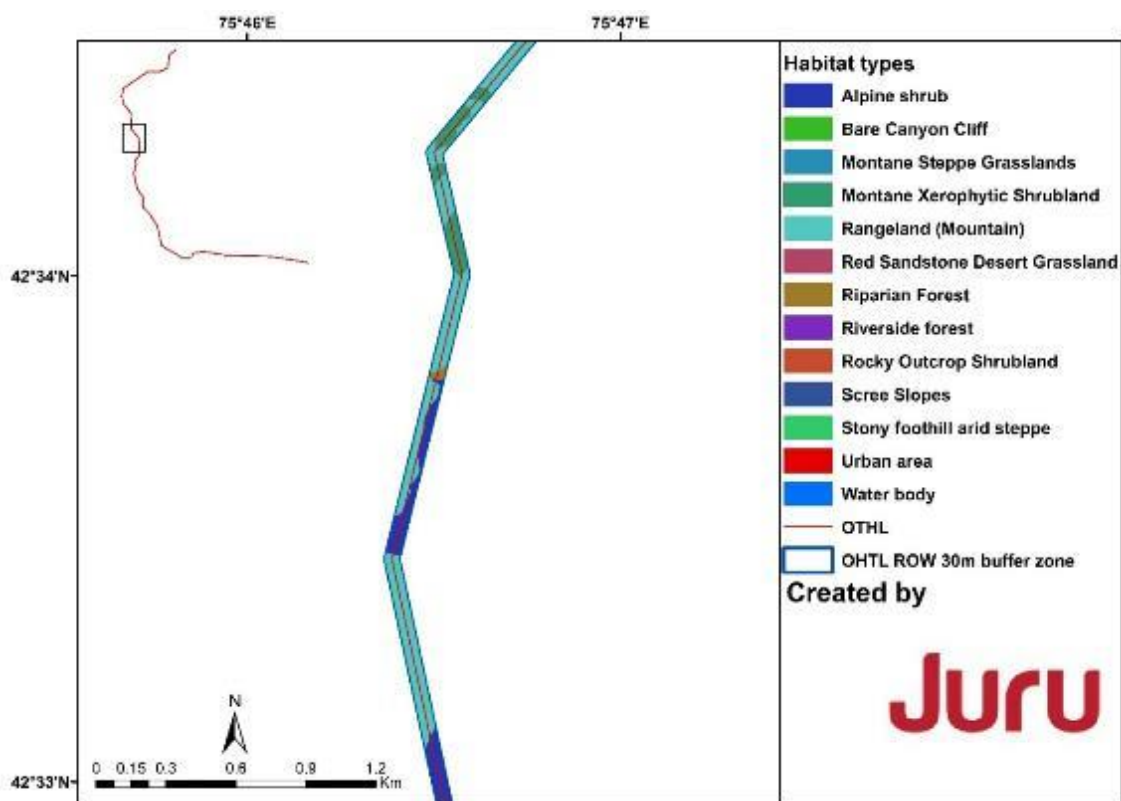 75°46'E
75°47'E
42°34'N
42°33'N
N
0 0.15 0.3 0.6 0.9 1.2
Km
Habitat types
Alpine shrub
Bare Canyon Cliff
Montane Steppe Grasslands
Montane Xerophytic Shrubland
Rangeland (Mountain)
Red Sandstone Desert Grassland
Riparian Forest
Riverside forest
Rocky Outcrop Shrubland
Scree Slopes
Stony foothill arid steppe
Urban area
Water body
OTHL
OHTL ROW 30m buffer zone
Created by
Juru